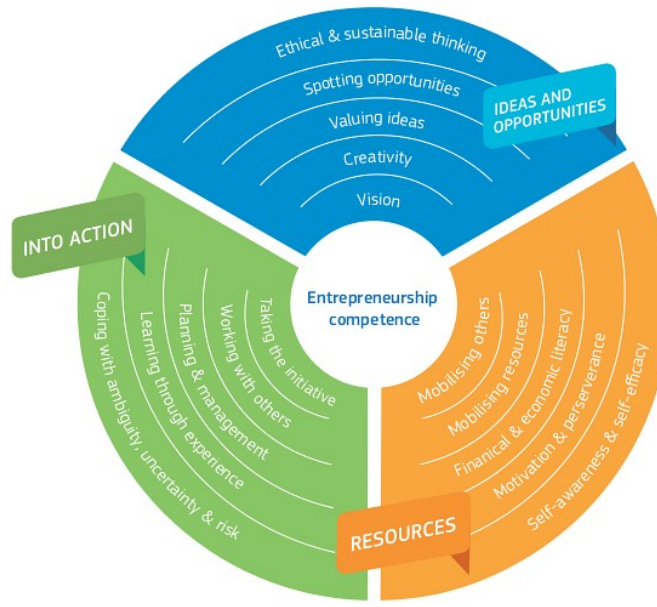 Ethical & sustainable thinking
Spotting opportunities
Valuing ideas
Creativity
Vision
IDEAS AND
OPPORTUNITIES
INTO ACTION
Coping with ambiguity, uncertainty & risk
Learning through experience
Planning & management
Working with others
Taking the initiative
Entrepreneurship
competence
Mobilising others
Mobilising resources
Finanical & economic literacy
Motivation & perseverance
Self-awareness & self-efficacy
RESOURCES